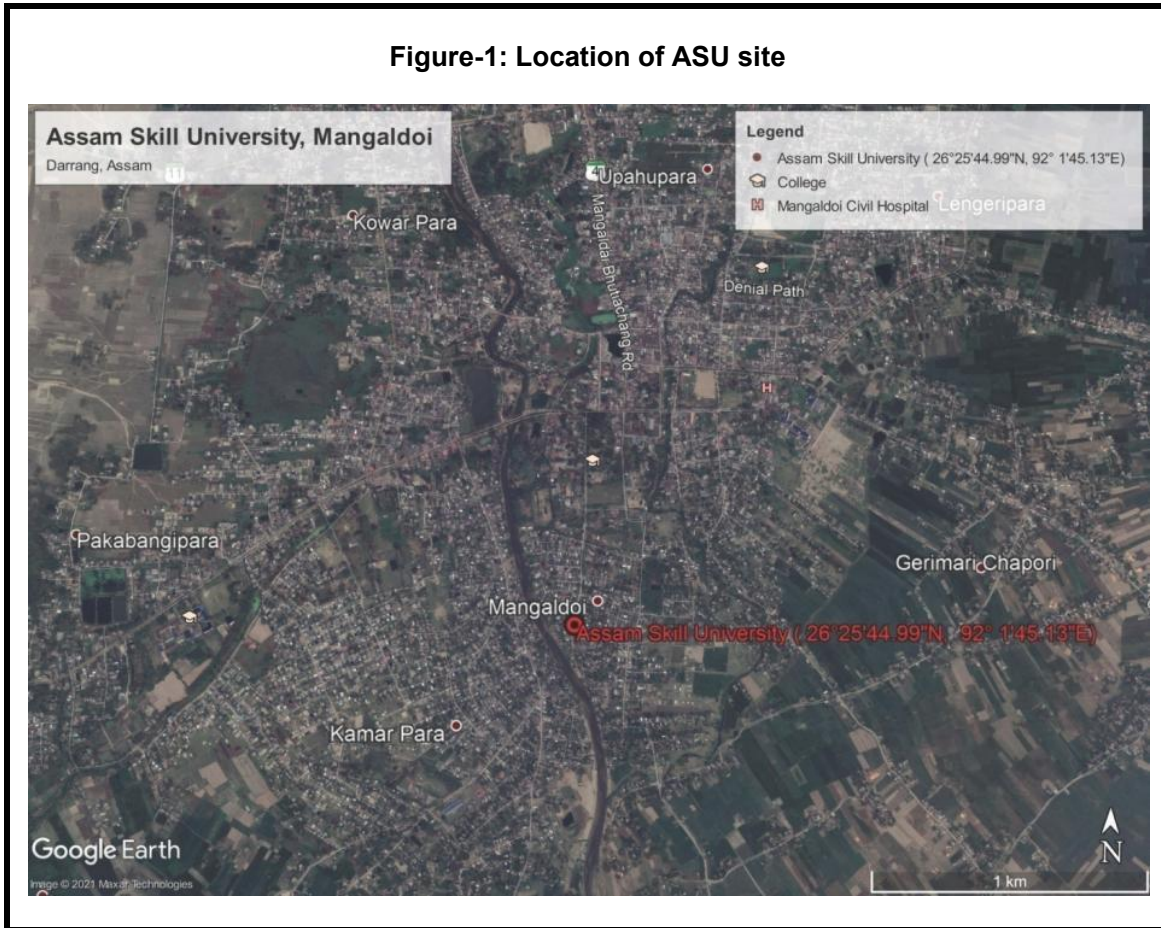 Figure-1: Location of ASU site
Assam Skill University, Mangaldoi
Darrang, Assam
Legend
Assam Skill University ( 26°25'44.99"N, 92° 1'45.13"E)
College
Mangaldoi Civil Hospital
Lengeripara
11
Upahupara
Kowar Para
Mangaldai Bhutiachang Rd
Denial Path
H
Pakabangipara
Gerimari Chapori
Mangaldoi
Assam Skill University ( 26°25'44.99"N, 92° 1'45.13"E)
Kamar Para
Google Earth
Image © 2021 Maxar Technologies
N
1 km